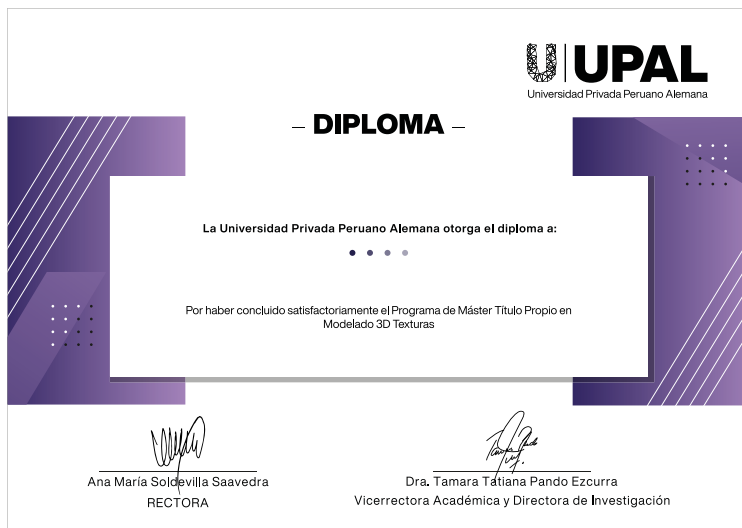 UPAL
Universidad Privada Peruano Alemana
– DIPLOMA –
La Universidad Privada Peruano Alemana otorga el diploma a:
Por haber concluido satisfactoriamente el Programa de Máster Título Propio en
Modelado 3D Texturas
Ana María Soldevilla Saavedra
RECTORA
Dra. Tamara Tatiana Pando Ezcurra
Vicerrectora Académica y Directora de Investigación